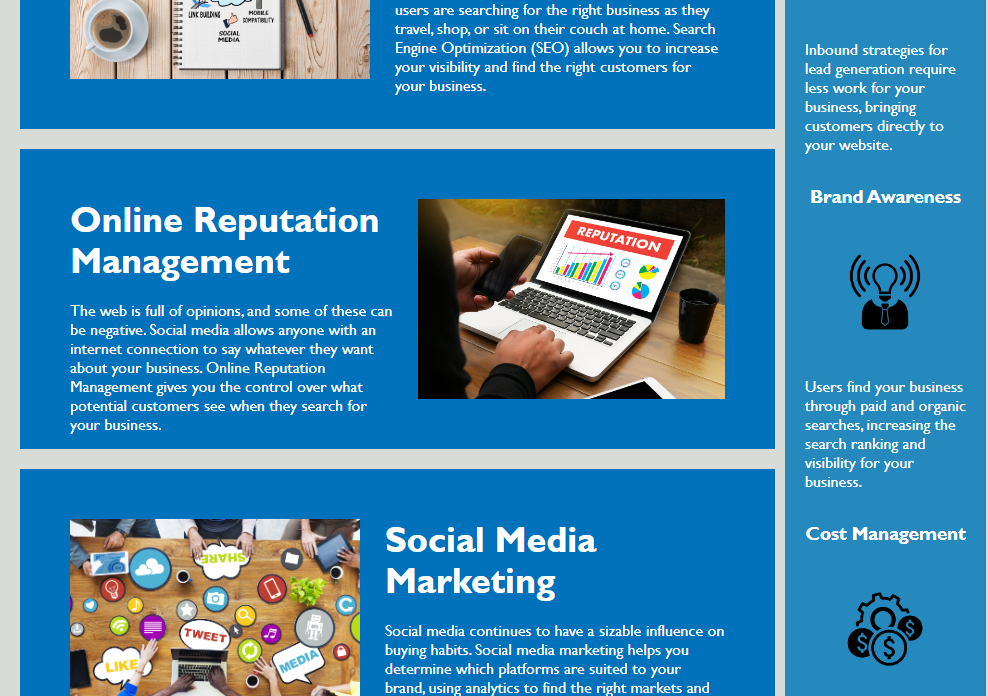 LINK BUILDING
MOBILE
COMPATIBILITY
SOCIAL
MEDIA
users are searching for the right business as they
travel, shop, or sit on their couch at home. Search
Engine Optimization (SEO) allows you to increase
your visibility and find the right customers for
your business.
Online Reputation
Management
The web is full of opinions, and some of these can
be negative. Social media allows anyone with an
internet connection to say whatever they want
about your business. Online Reputation
Management gives you the control over what
potential customers see when they search for
your business.
REPUTATION
SHARE
TWEET
LIKE
MEDIA
Social Media
Marketing
Social media continues to have a sizable influence on
buying habits. Social media marketing helps you
determine which platforms are suited to your
brand, using analytics to find the right markets and
Inbound strategies for
lead generation require
less work for your
business, bringing
customers directly to
your website.
Brand Awareness
Users find your business
through paid and organic
searches, increasing the
search ranking and
visibility for your
business.
Cost Management
$
$
$